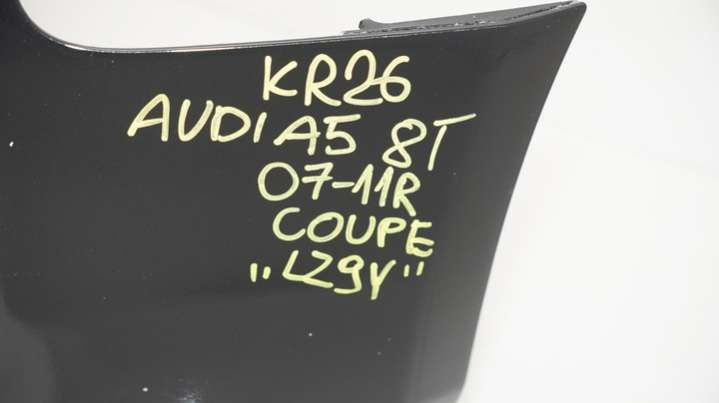 KR26
AUDI A5 8T
07-11R
COUPE
„LZ9Y"